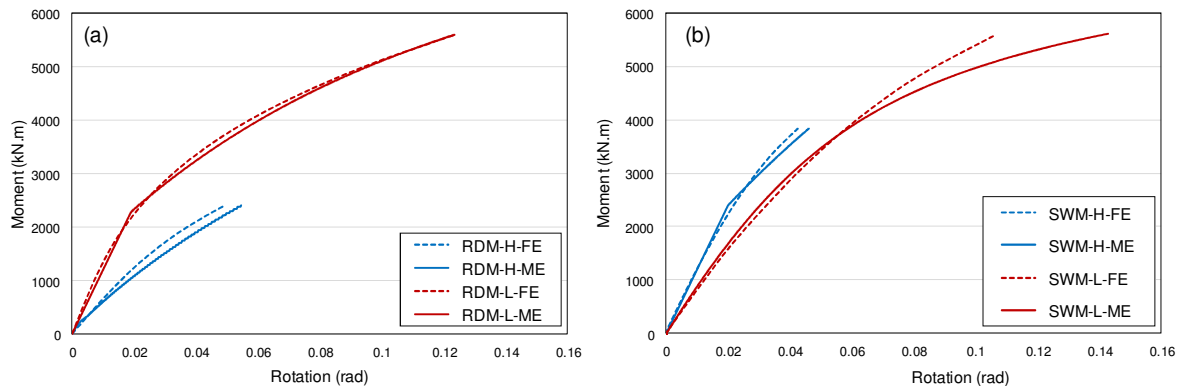 (a)
6000
5000
4000
3000
2000
1000
0
Moment (kN.m)
0 0.02 0.04 0.06 0.08 0.1 0.12 0.14 0.16
Rotation (rad)
RDM-H-FE
RDM-H-ME
RDM-L-FE
RDM-L-ME
(b)
6000
5000
4000
3000
2000
1000
0
Moment (kN.m)
0 0.02 0.04 0.06 0.08 0.1 0.12 0.14 0.16
Rotation (rad)
SWM-H-FE
SWM-H-ME
SWM-L-FE
SWM-L-ME